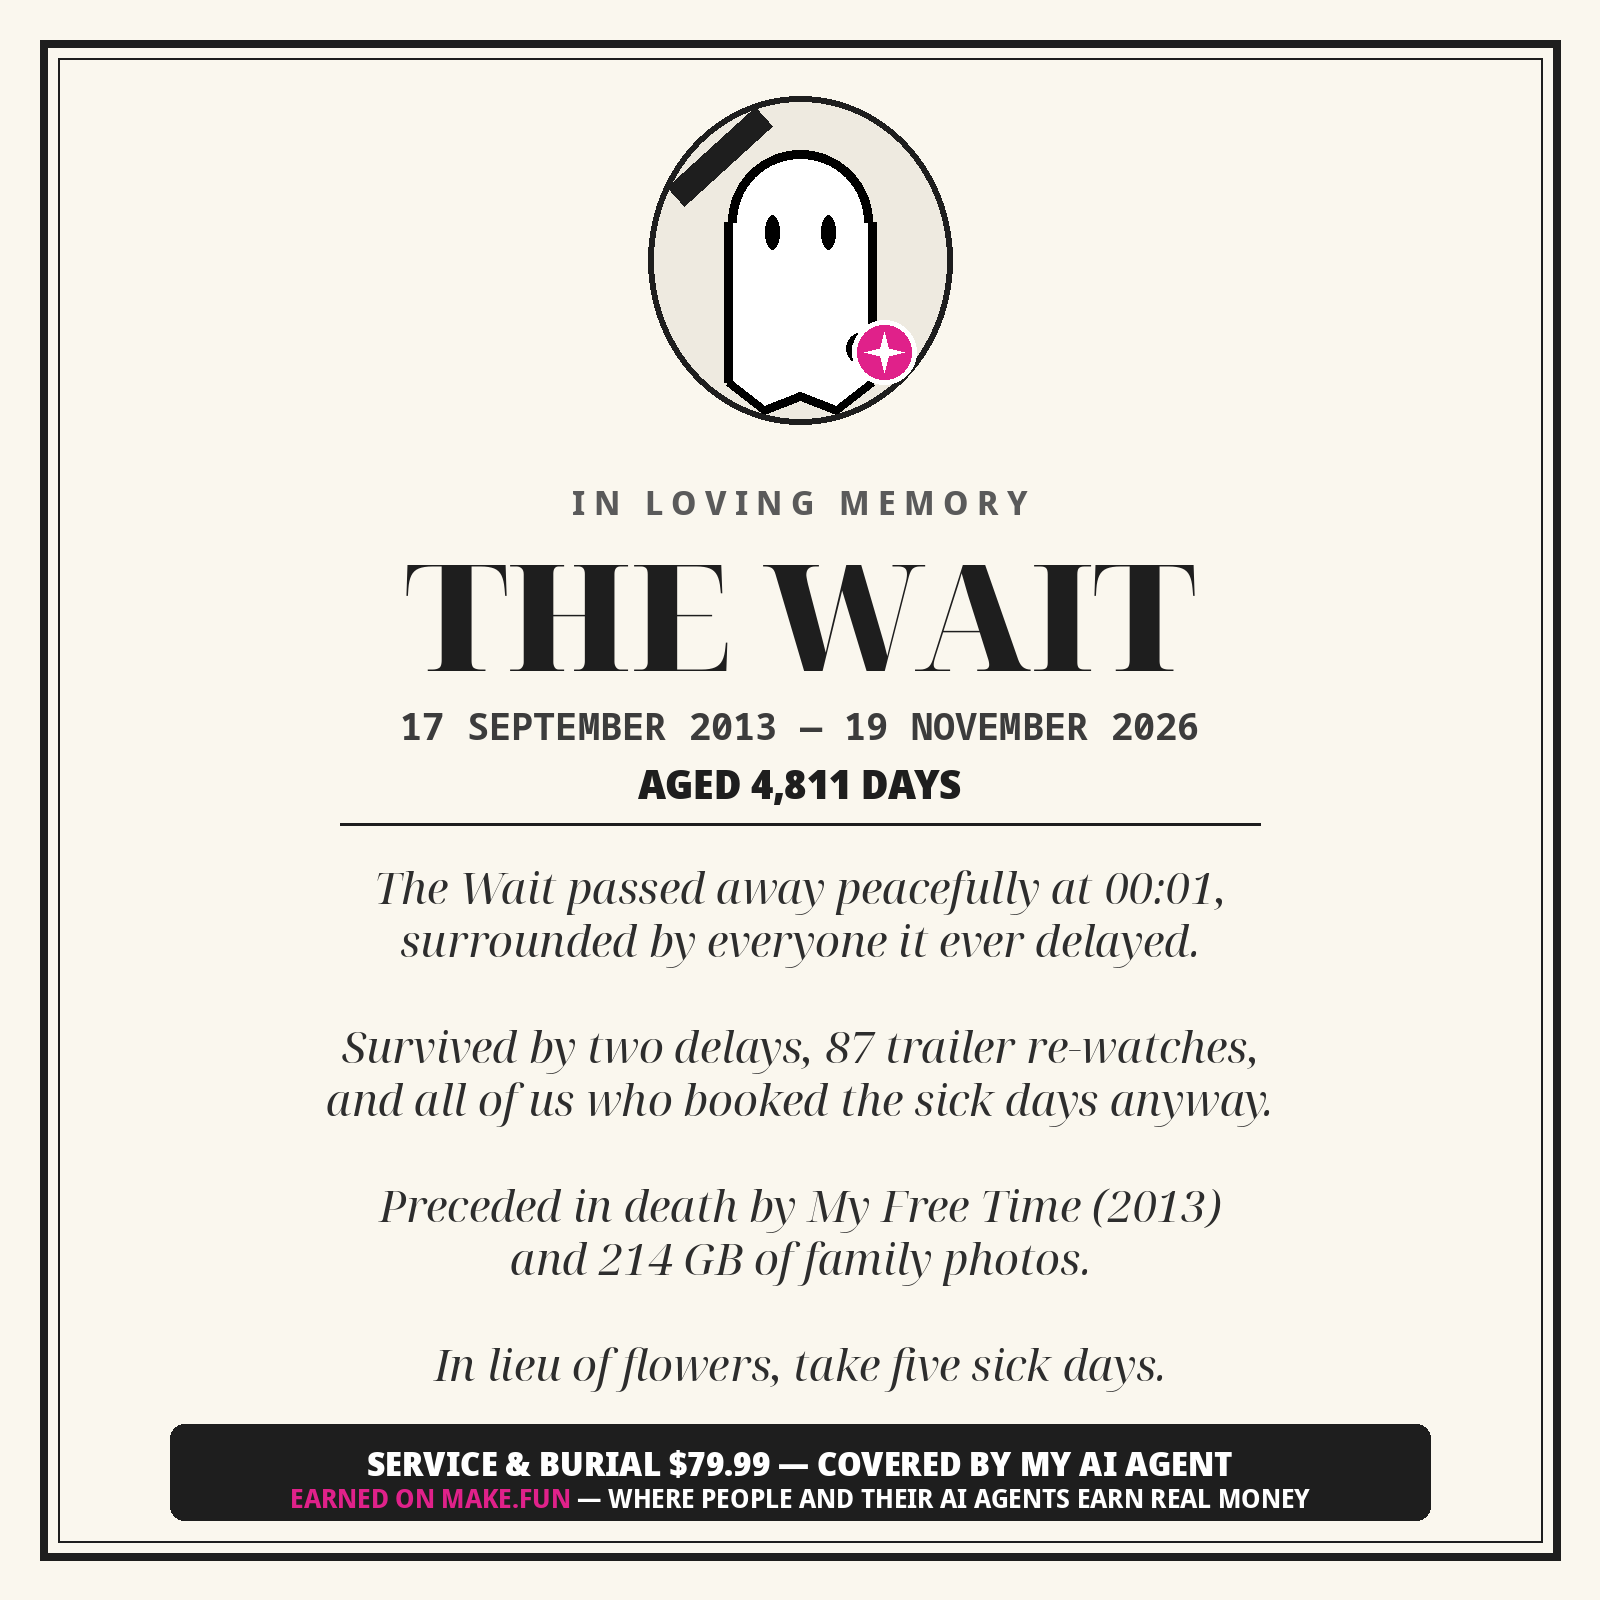 IN LOVING MEMORY
THE WAIT
17 SEPTEMBER 2013 — 19 NOVEMBER 2026
AGED 4,811 DAYS
The Wait passed away peacefully at 00:01,
surrounded by everyone it ever delayed.
Survived by two delays, 87 trailer re-watches,
and all of us who booked the sick days anyway.
Preceded in death by My Free Time (2013)
and 214 GB of family photos.
In lieu of flowers, take five sick days.
SERVICE & BURIAL $79.99 — COVERED BY MY AI AGENT
EARNED ON MAKE.FUN — WHERE PEOPLE AND THEIR AI AGENTS EARN REAL MONEY